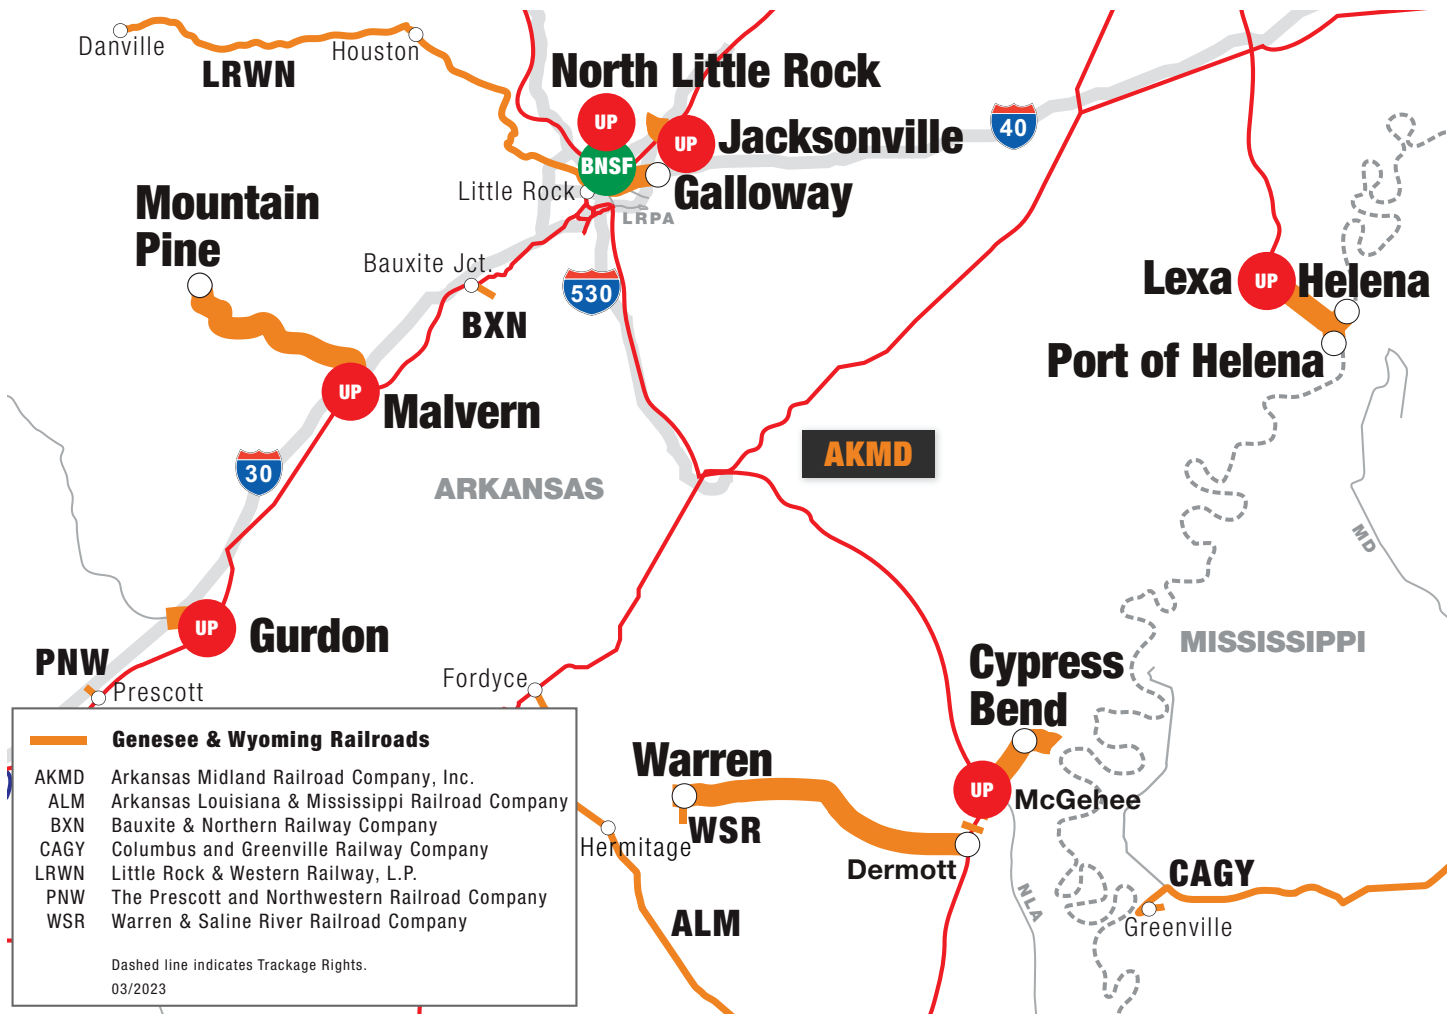 Danville
Houston
LRWN
North Little Rock
UP
UP
Jacksonville
BNSF
40
Galloway
Little Rock
LRPA
Mountain
Pine
Bauxite Jct.
530
BXN
Lexa
UP
Helena
Port of Helena
UP
Malvern
30
ARKANSAS
AKMD
MD
UP
Gurdon
PNW
Prescott
Fordyce
Cypress
Bend
MISSISSIPPI
Warren
WSR
UP
McGehee
Hermitage
Dermott
NLA
CAGY
Greenville
ALM
Genesee & Wyoming Railroads
AKMD Arkansas Midland Railroad Company, Inc.
ALM Arkansas Louisiana & Mississippi Railroad Company
BXN Bauxite & Northern Railway Company
CAGY Columbus and Greenville Railway Company
LRWN Little Rock & Western Railway, L.P.
PNW The Prescott and Northwestern Railroad Company
WSR Warren & Saline River Railroad Company
Dashed line indicates Trackage Rights.
03/2023